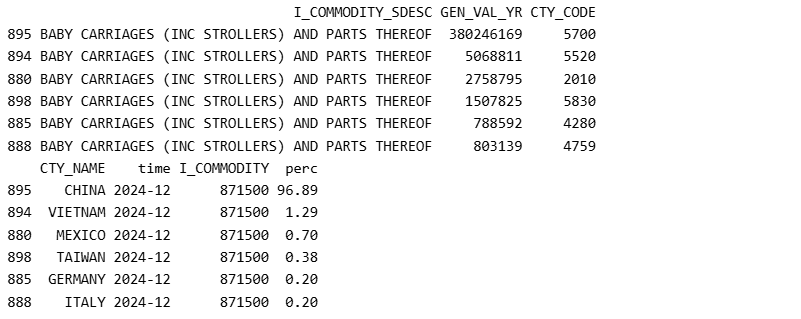 I_COMMODITY_SDESC GEN_VAL_YR CTY_CODE
895 BABY CARRIAGES (INC STROLLERS) AND PARTS THEREOF 380246169 5700
894 BABY CARRIAGES (INC STROLLERS) AND PARTS THEREOF 5068811 5520
880 BABY CARRIAGES (INC STROLLERS) AND PARTS THEREOF 2758795 2010
898 BABY CARRIAGES (INC STROLLERS) AND PARTS THEREOF 1507825 5830
885 BABY CARRIAGES (INC STROLLERS) AND PARTS THEREOF 788592 4280
888 BABY CARRIAGES (INC STROLLERS) AND PARTS THEREOF 803139 4759
CTY_NAME time I_COMMODITY perc
895 CHINA 2024-12 871500 96.89
894 VIETNAM 2024-12 871500 1.29
880 MEXICO 2024-12 871500 0.70
898 TAIWAN 2024-12 871500 0.38
885 GERMANY 2024-12 871500 0.20
888 ITALY 2024-12 871500 0.20